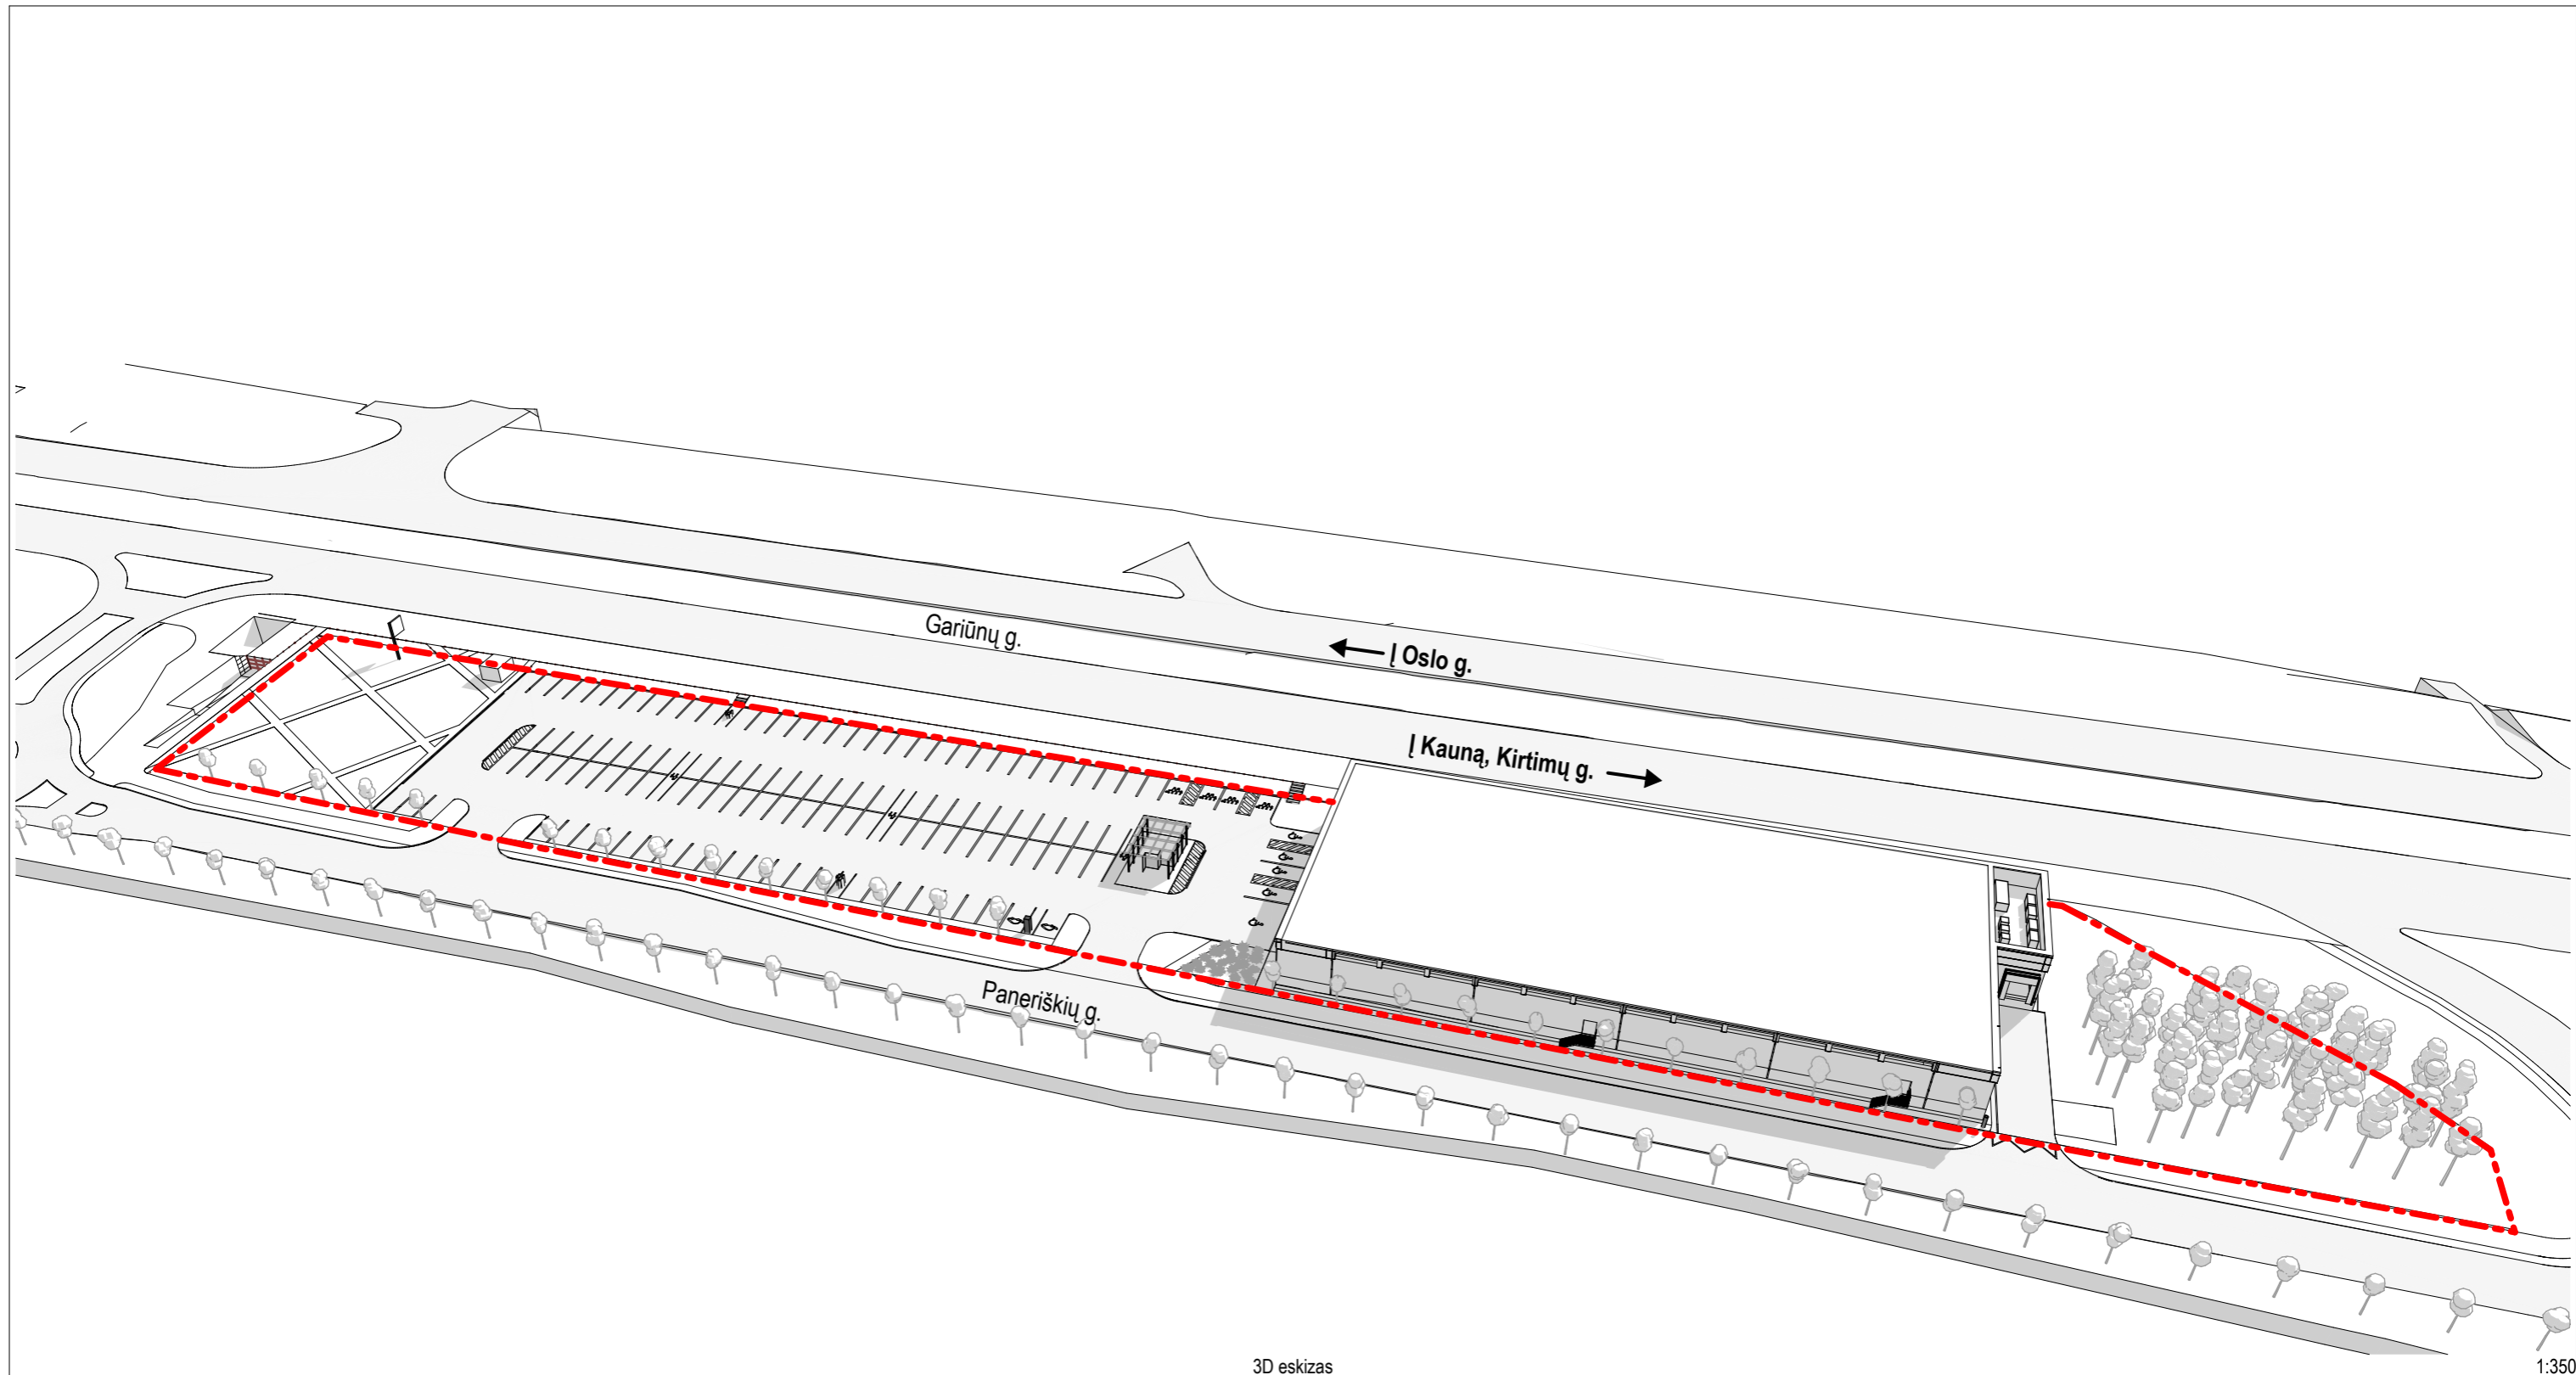 Gariūnų g.
Į Oslo g.
Į Kauną, Kirtimų g.
Paneriškių g.
3D eskizas
1:350